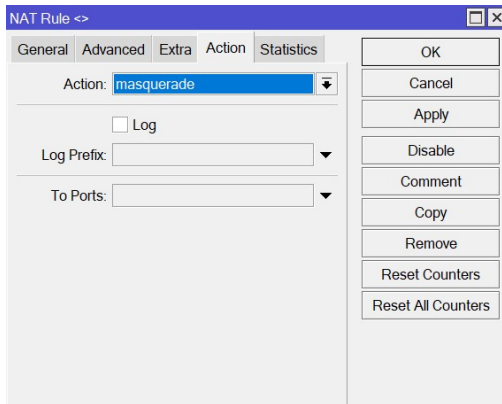 NAT Rule <>
General Advanced Extra Action Statistics
Action: masquerade
Log
Log Prefix:
To Ports:
OK
Cancel
Apply
Disable
Comment
Copy
Remove
Reset Counters
Reset All Counters